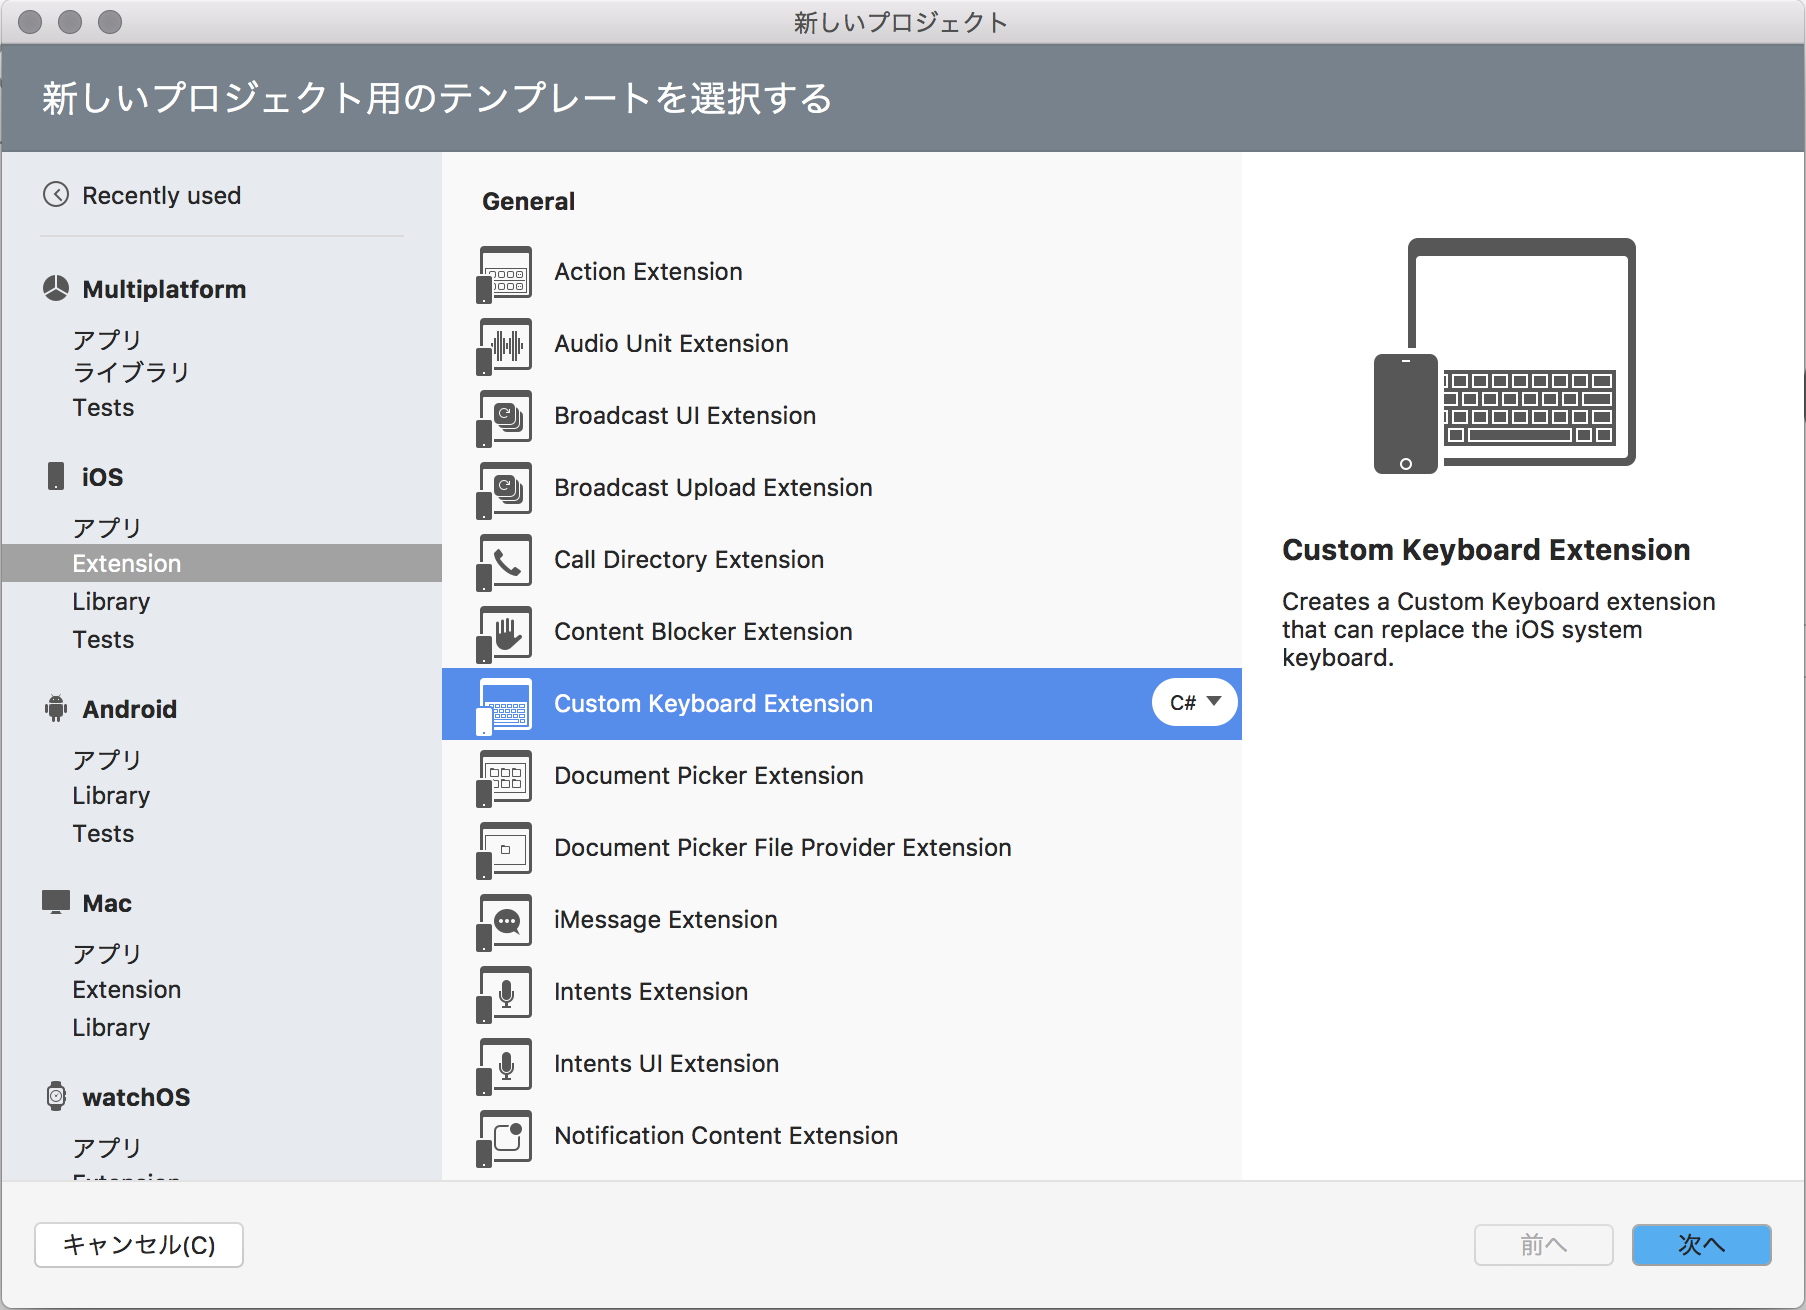 新しいプロジェクト
新しいプロジェクト用のテンプレートを選択する
Recently used
Multiplatform
アプリ
ライブラリ
Tests
iOS
アプリ
Extension
Library
Tests
Android
アプリ
Library
Tests
Mac
アプリ
Extension
Library
watchOS
アプリ
Extension
General
Action Extension
Audio Unit Extension
Broadcast UI Extension
Broadcast Upload Extension
Call Directory Extension
Content Blocker Extension
Custom Keyboard Extension
C#
Document Picker Extension
Document Picker File Provider Extension
iMessage Extension
Intents Extension
Intents UI Extension
Notification Content Extension
Custom Keyboard Extension
Creates a Custom Keyboard extension
that can replace the iOS system
keyboard.
キャンセル(C)
前へ
次へ